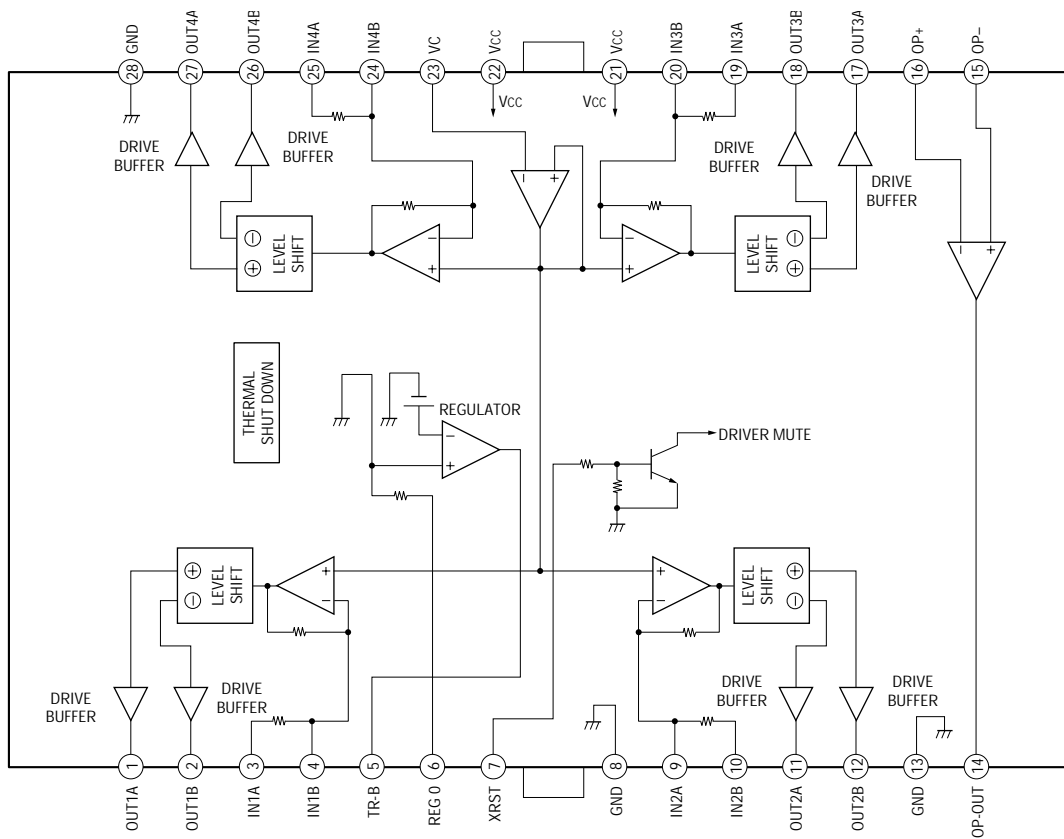 28 GND
27 OUT4A
26 OUT4B
25 IN4A
24 IN4B
23 VC
22 VCC
21 VCC
20 IN3B
19 IN3A
18 OUT3B
17 OUT3A
16 OP+
15 OP−
VCC
VCC
DRIVE
BUFFER
DRIVE
BUFFER
DRIVE
BUFFER
DRIVE
BUFFER
− +
− +
− +
LEVEL
SHIFT
− +
− +
− +
LEVEL
SHIFT
THERMAL
SHUT DOWN
REGULATOR
− +
DRIVER MUTE
+ −
LEVEL
SHIFT
+ −
+ −
LEVEL
SHIFT
+ −
DRIVE
BUFFER
DRIVE
BUFFER
DRIVE
BUFFER
DRIVE
BUFFER
1 OUT1A
2 OUT1B
3 IN1A
4 IN1B
5 TR-B
6 REG 0
7 XRST
8 GND
9 IN2A
10 IN2B
11 OUT2A
12 OUT2B
13 GND
14 OP-OUT